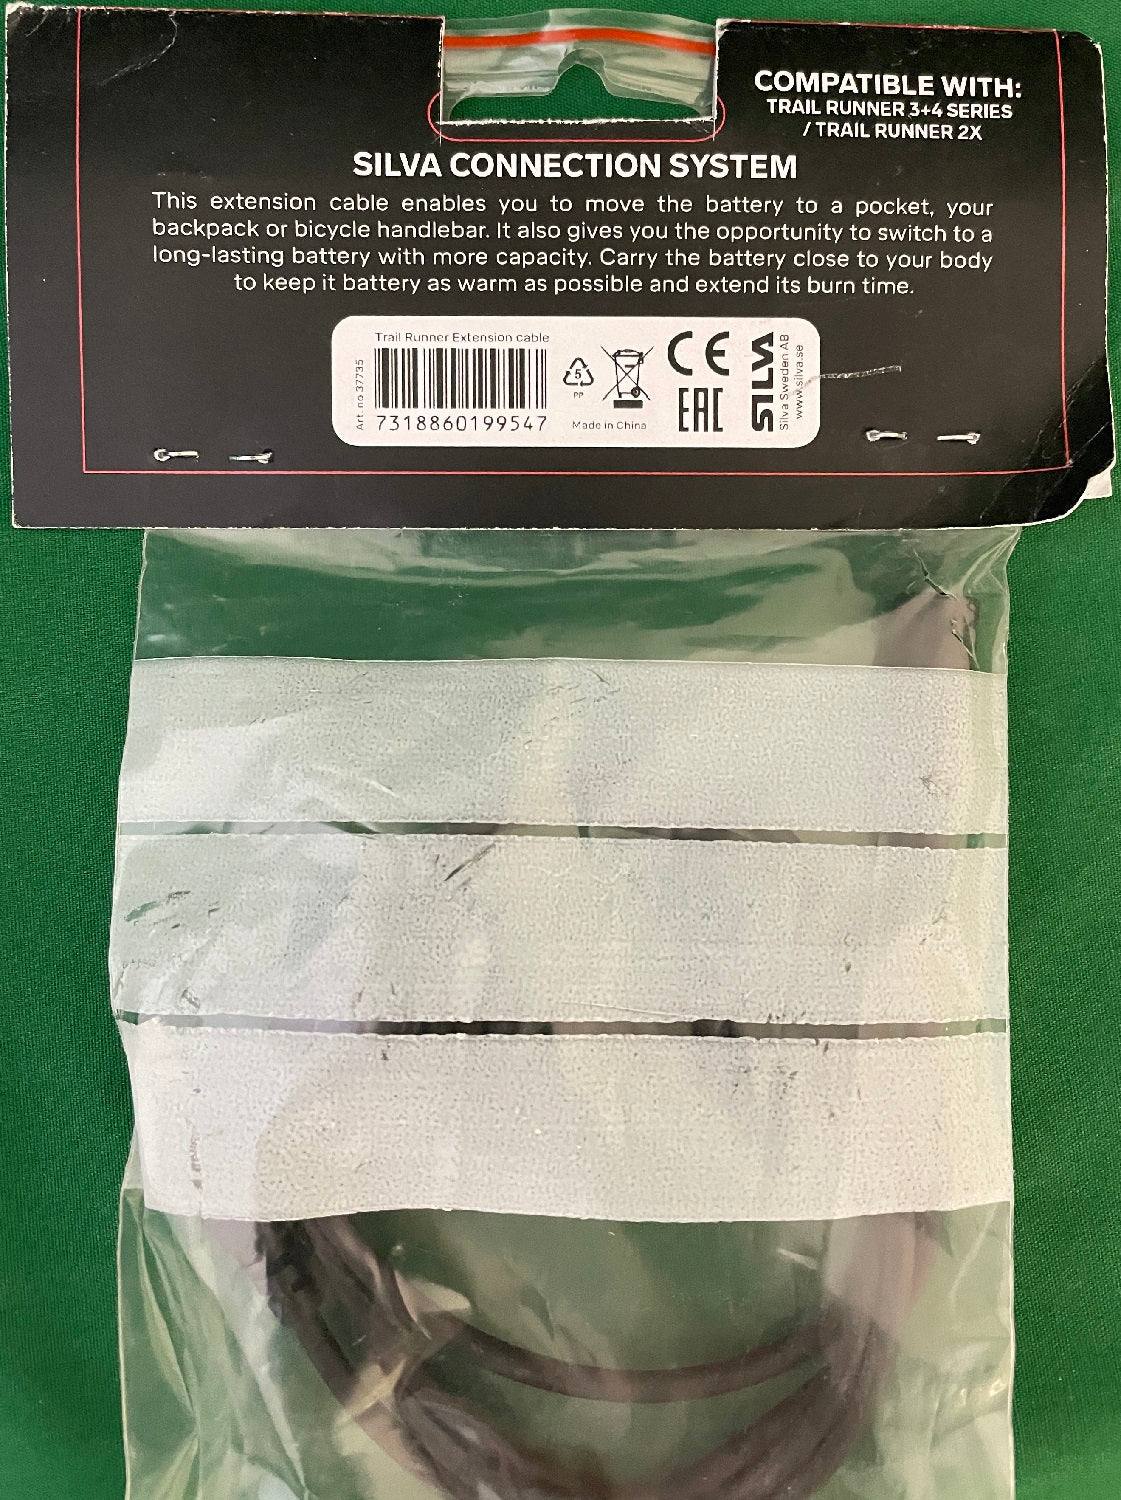 COMPATIBLE WITH:
TRAIL RUNNER 3+4 SERIES
/ TRAIL RUNNER 2X
SILVA CONNECTION SYSTEM
This extension cable enables you to move the battery to a pocket, your
backpack or bicycle handlebar. It also gives you the opportunity to switch to a
long-lasting battery with more capacity. Carry the battery close to your body
to keep it battery as warm as possible and extend its burn time.
Trail Runner Extension cable
Art. no 37735
7318860199547
5
PP
Made in China
CE
EAC
SILVA
Silva Sweden AB
www.silva.se